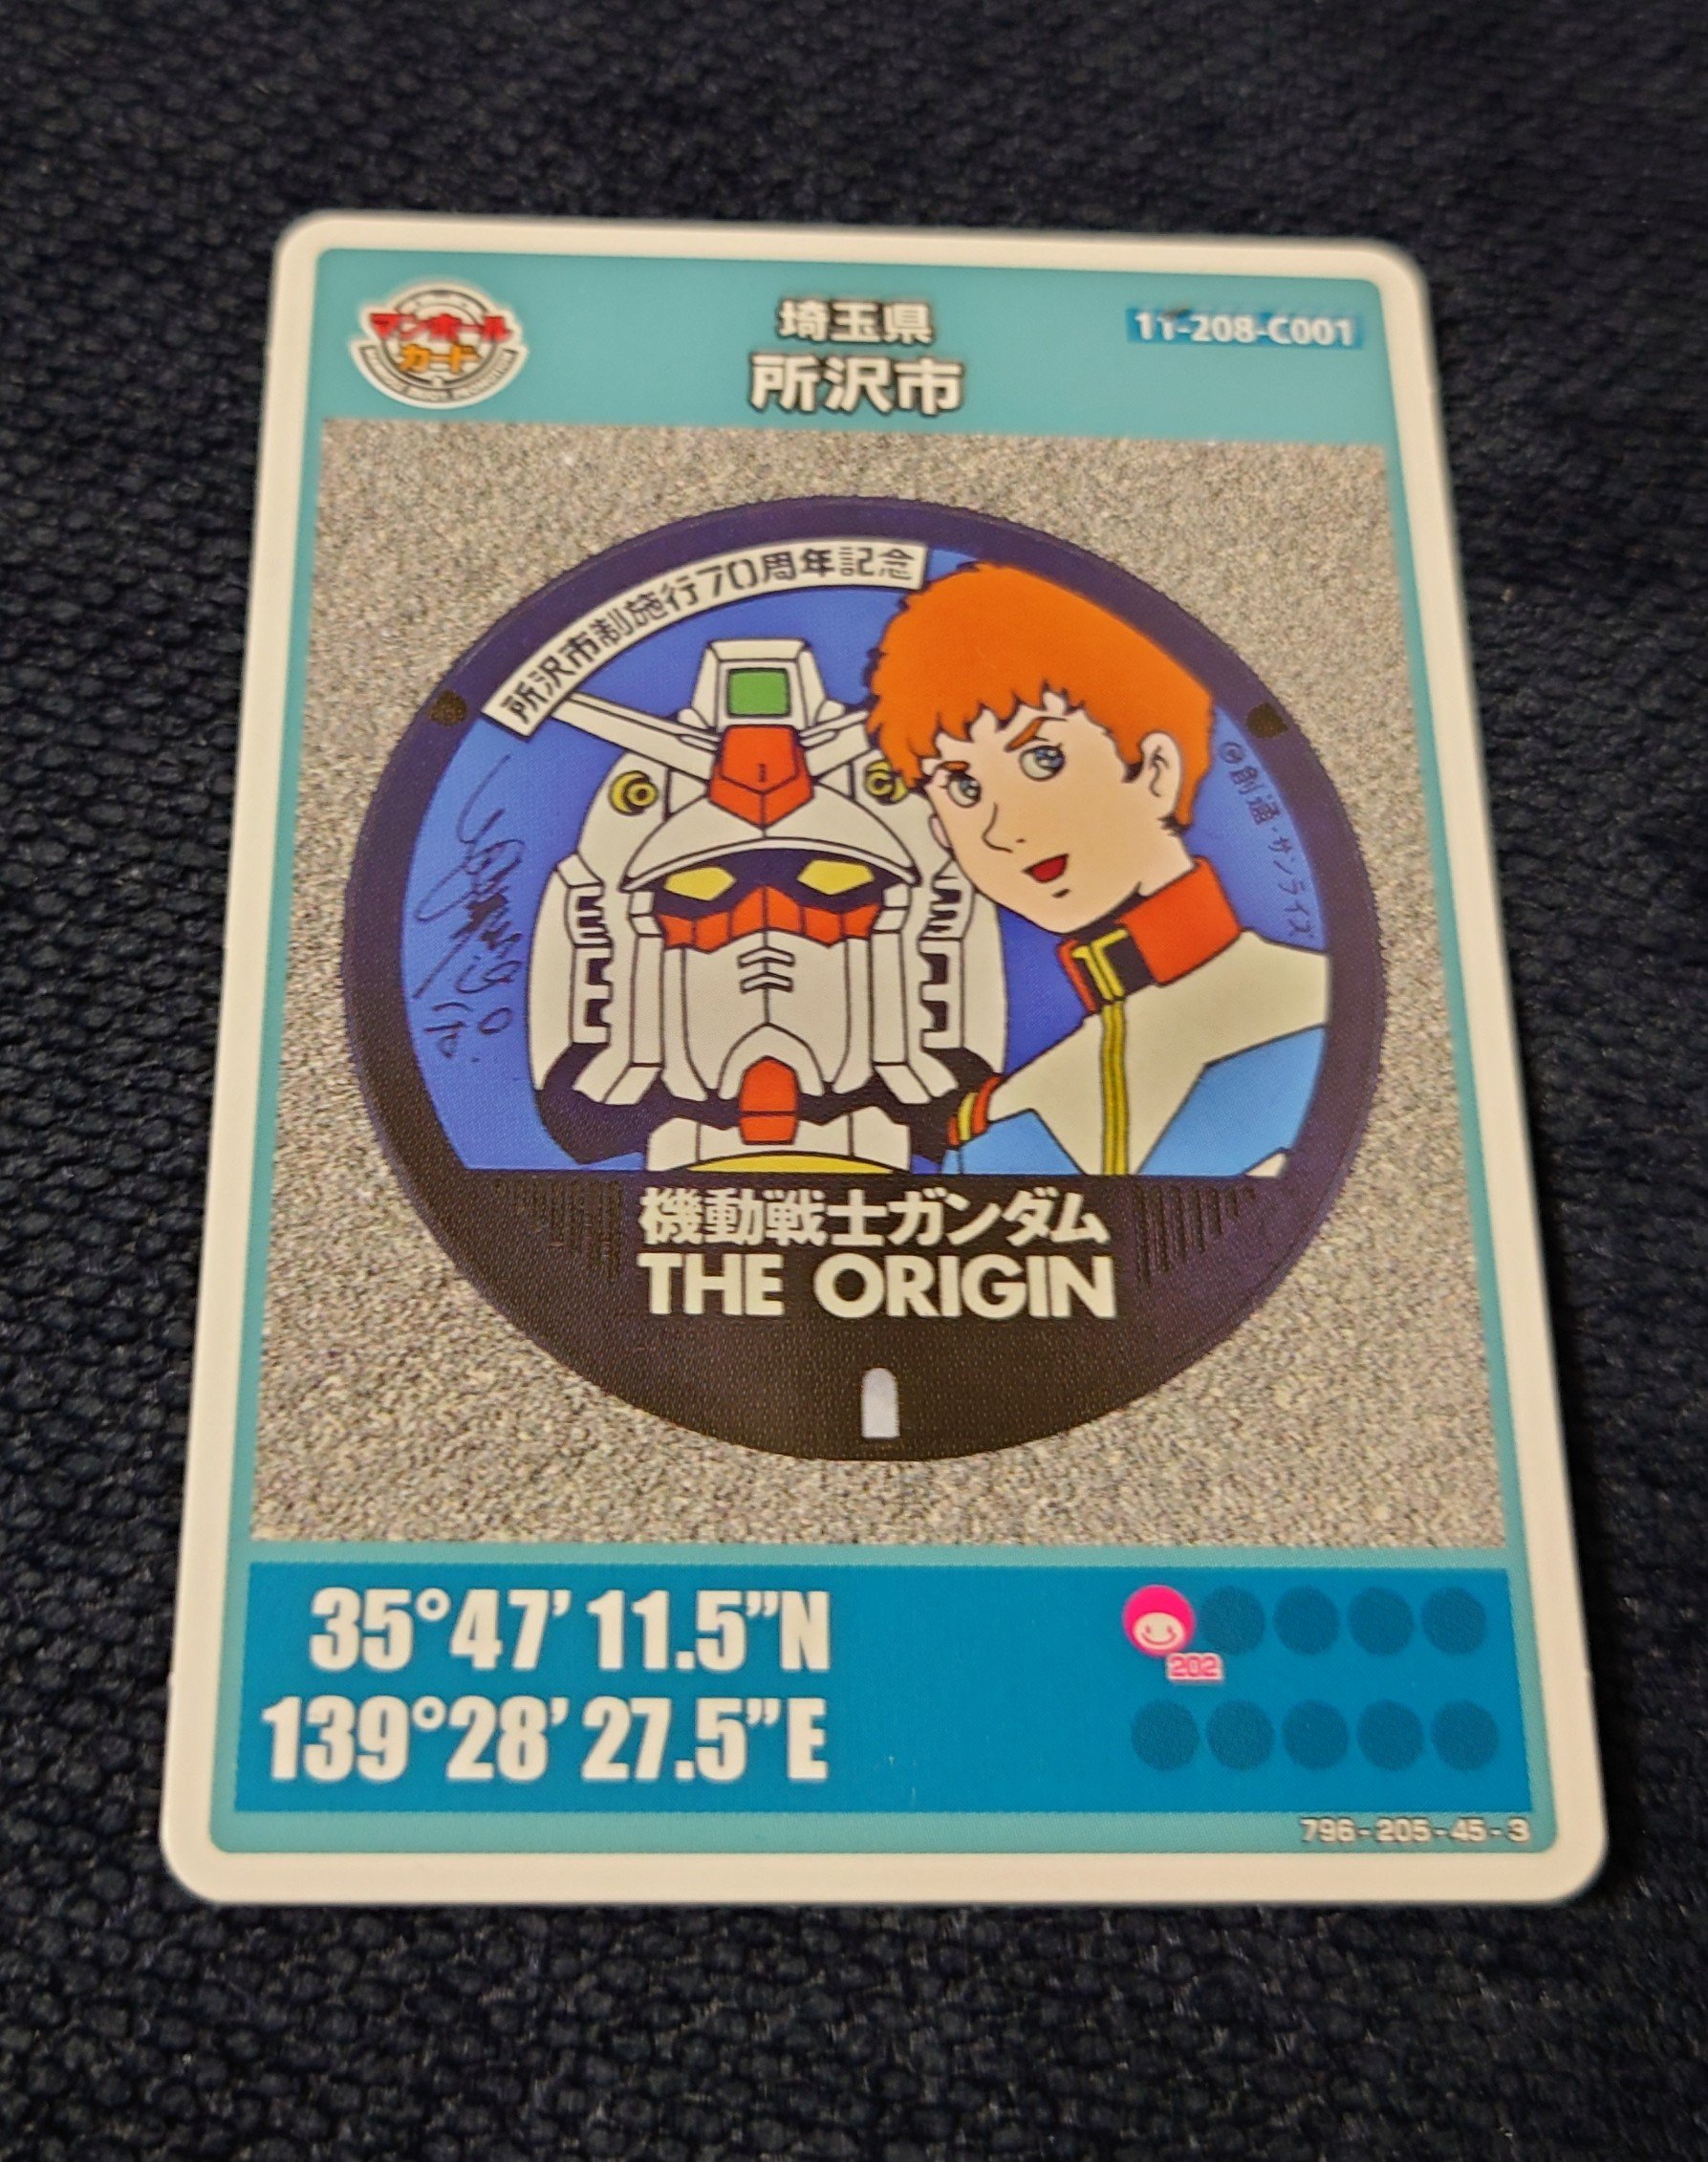 マンホール
カード
埼玉県
所沢市
11-208-C001
所沢市制施行70周年記念
©創通・サンライズ
機動戦士ガンダム
THE ORIGIN
35°47’11.5”N
139°28’27.5”E
202
796-205-45-3